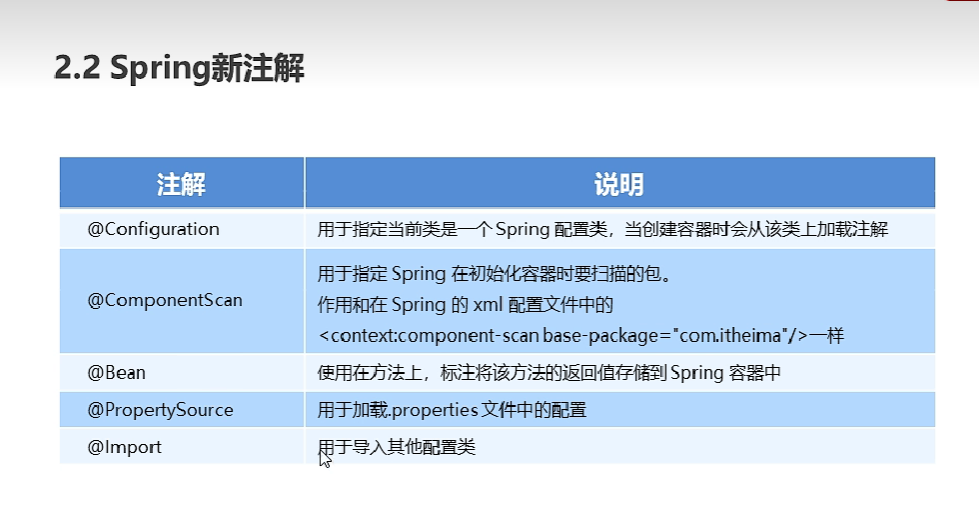 2.2 Spring新注解
注解 说明
@Configuration 用于指定当前类是一个 Spring 配置类，当创建容器时会从该类上加载注解
用于指定 Spring 在初始化容器时要扫描的包。
@ComponentScan 作用和在 Spring 的 xml 配置文件中的
<context:component-scan base-package="com.itheima"/>一样
@Bean 使用在方法上，标注将该方法的返回值存储到 Spring 容器中
@PropertySource 用于加载.properties 文件中的配置
@Import 用于导入其他配置类